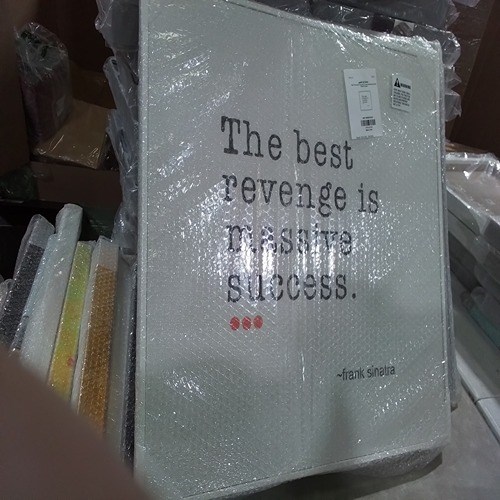 The best
revenge is
massive
success.
~frank sinatra